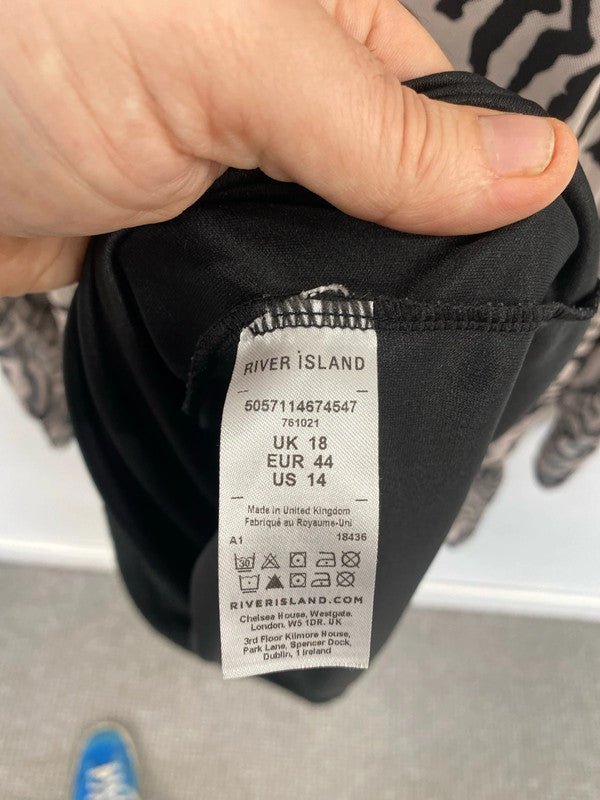 RIVER ISLAND
5057114674547
761021
UK 18
EUR 44
US 14
Made in United Kingdom
Fabriqué au Royaume-Uni
A1 18436
30
RIVERISLAND.COM
Chelsea House, Westgate,
London, W5 1DR. UK
3rd Floor Kilmore House,
Park Lane, Spencer Dock,
Dublin, 1 Ireland